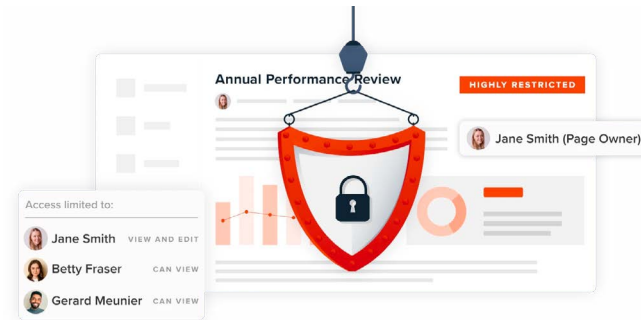 Annual Performance Review
HIGHLY RESTRICTED
Jane Smith (Page Owner)
Access limited to:
Jane Smith VIEW AND EDIT
Betty Fraser CAN VIEW
Gerard Meunier CAN VIEW